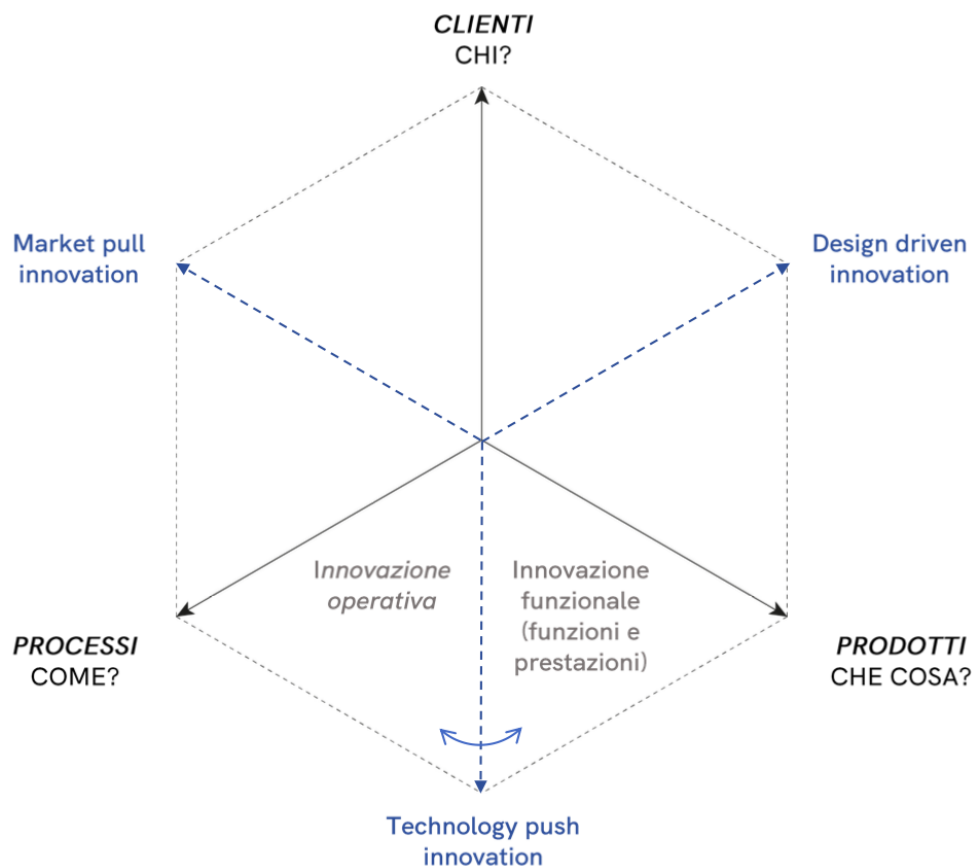 CLIENTI
CHI?
Market pull
innovation
Design driven
innovation
Innovazione
operativa
Innovazione
funzionale
(funzioni e
prestazioni)
PROCESSI
COME?
PRODOTTI
CHE COSA?
Technology push
innovation